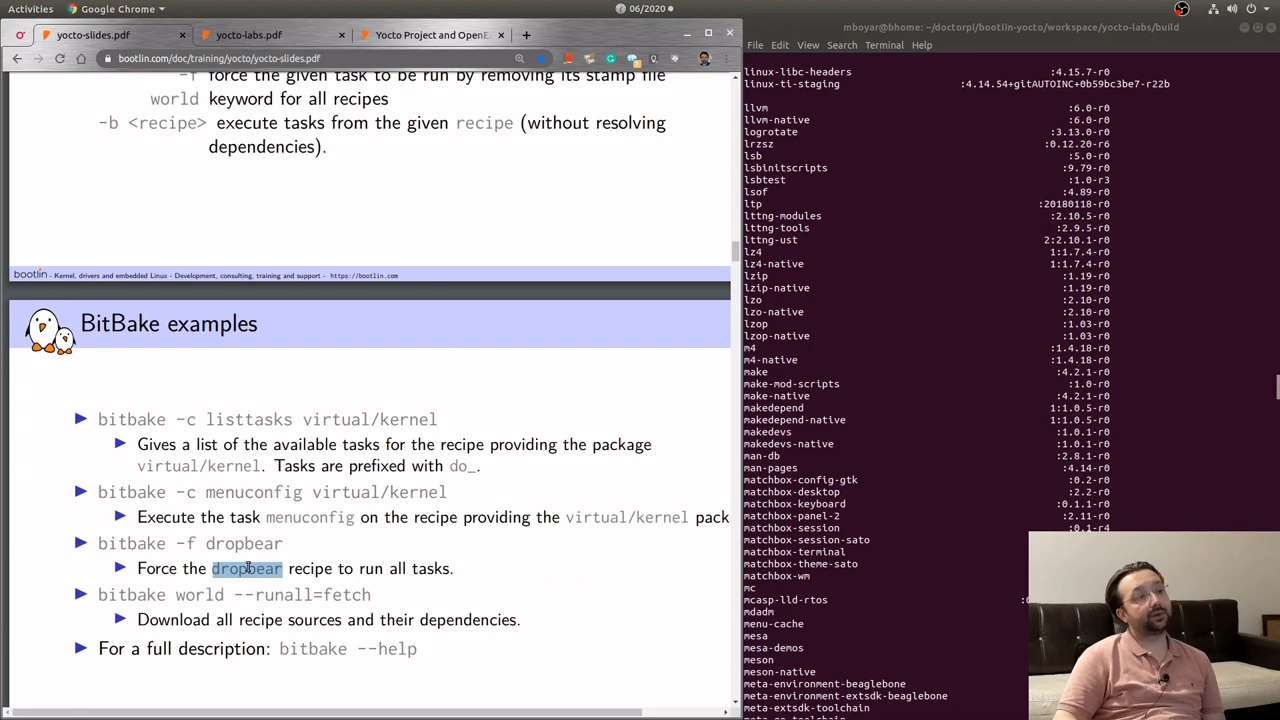 Activities
Google Chrome
06/2020
yocto-slides.pdf
yocto-labs.pdf
Yocto Project and OpenE
mboyar@bhome: ~/doctorpi/bootlin-yocto/workspace/yocto-labs/build
bootlin.com/doc/training/yocto/yocto-slides.pdf
File Edit View Search Terminal Help
-f force the given task to be run by removing its stamp file
world keyword for all recipes
-b <recipe> execute tasks from the given recipe (without resolving
dependencies).
bootlin - Kernel, drivers and embedded Linux - Development, consulting, training and support - https://bootlin.com
BitBake examples
bitbake -c listtasks virtual/kernel
Gives a list of the available tasks for the recipe providing the package
virtual/kernel. Tasks are prefixed with do_.
bitbake -c menuconfig virtual/kernel
Execute the task menuconfig on the recipe providing the virtual/kernel pack
bitbake -f dropbear
Force the dropbear recipe to run all tasks.
bitbake world --runall=fetch
Download all recipe sources and their dependencies.
For a full description: bitbake --help
linux-libc-headers :4.15.7-r0
linux-ti-staging :4.14.54+gitAUTOINC+0b59bc3be7-r22b
llvm :6.0-r0
llvm-native :6.0-r0
logrotate :3.13.0-r0
lrzsz :0.12.20-r6
lsb :5.0-r0
lsbinitscripts :9.79-r0
lsbtest :1.0-r3
lsof :4.89-r0
ltp :20180118-r0
lttng-modules :2.10.5-r0
lttng-tools :2.9.5-r0
lttng-ust 2:2.10.1-r0
lz4 1:1.7.4-r0
lz4-native 1:1.7.4-r0
lzip :1.19-r0
lzip-native :1.19-r0
lzo :2.10-r0
lzo-native :2.10-r0
lzop :1.03-r0
lzop-native :1.03-r0
m4 :1.4.18-r0
m4-native :1.4.18-r0
make :4.2.1-r0
make-mod-scripts :1.0-r0
make-native :4.2.1-r0
makedepend 1:1.0.5-r0
makedepend-native 1:1.0.5-r0
makedevs :1.0.1-r0
makedevs-native :1.0.1-r0
man-db :2.8.1-r0
man-pages :4.14-r0
matchbox-config-gtk :0.2-r0
matchbox-desktop :2.2-r0
matchbox-keyboard :0.1.1-r0
matchbox-panel-2 :2.11-r0
matchbox-session :0.1-r4
matchbox-session-sato
matchbox-terminal
matchbox-theme-sato
matchbox-wm
mc
mcasp-lld-rtos
mdadm
menu-cache
mesa
mesa-demos
meson
meson-native
meta-environment-beaglebone
meta-environment-extsdk-beaglebone
meta-extsdk-toolchain